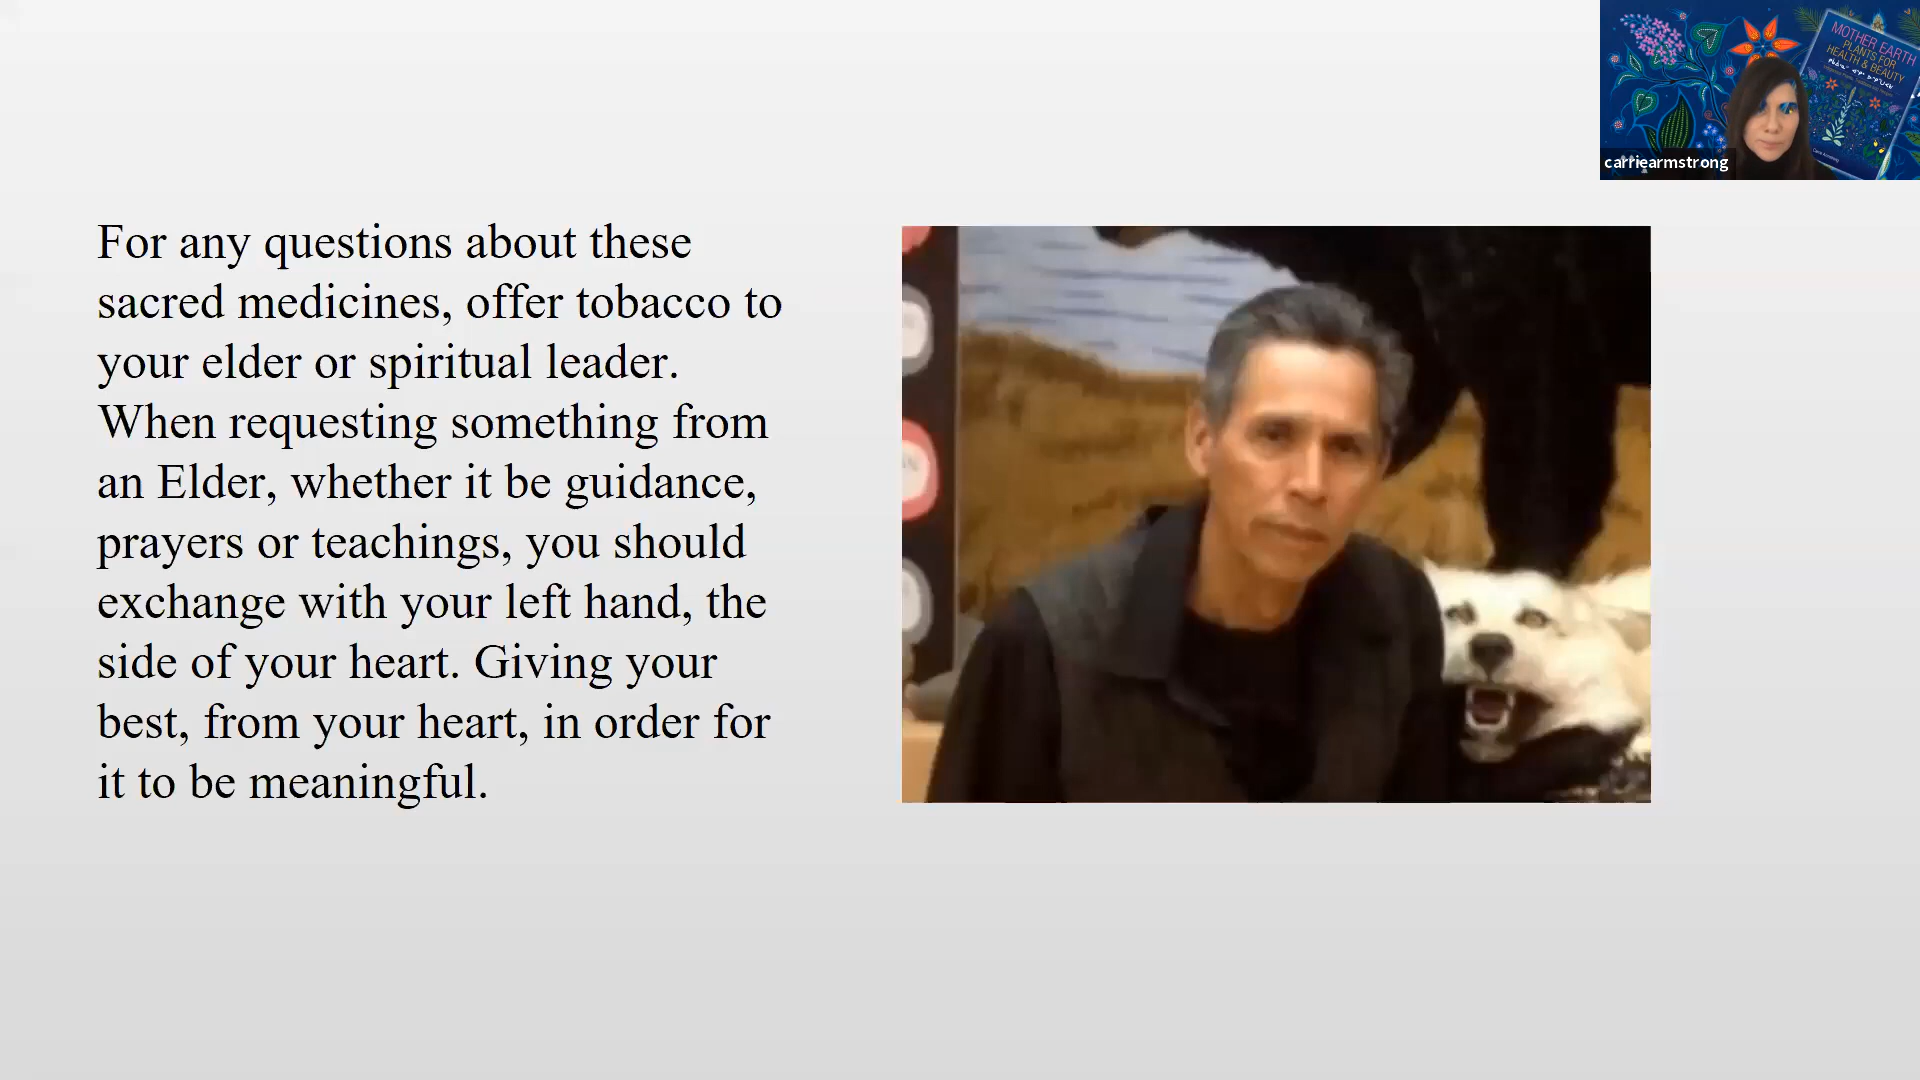 For any questions about these
sacred medicines, offer tobacco to
your elder or spiritual leader.
When requesting something from
an Elder, whether it be guidance,
prayers or teachings, you should
exchange with your left hand, the
side of your heart. Giving your
best, from your heart, in order for
it to be meaningful.
MOTHER EARTH
PLANTS FOR
HEALTH & BEAUTY
carriearmstrong